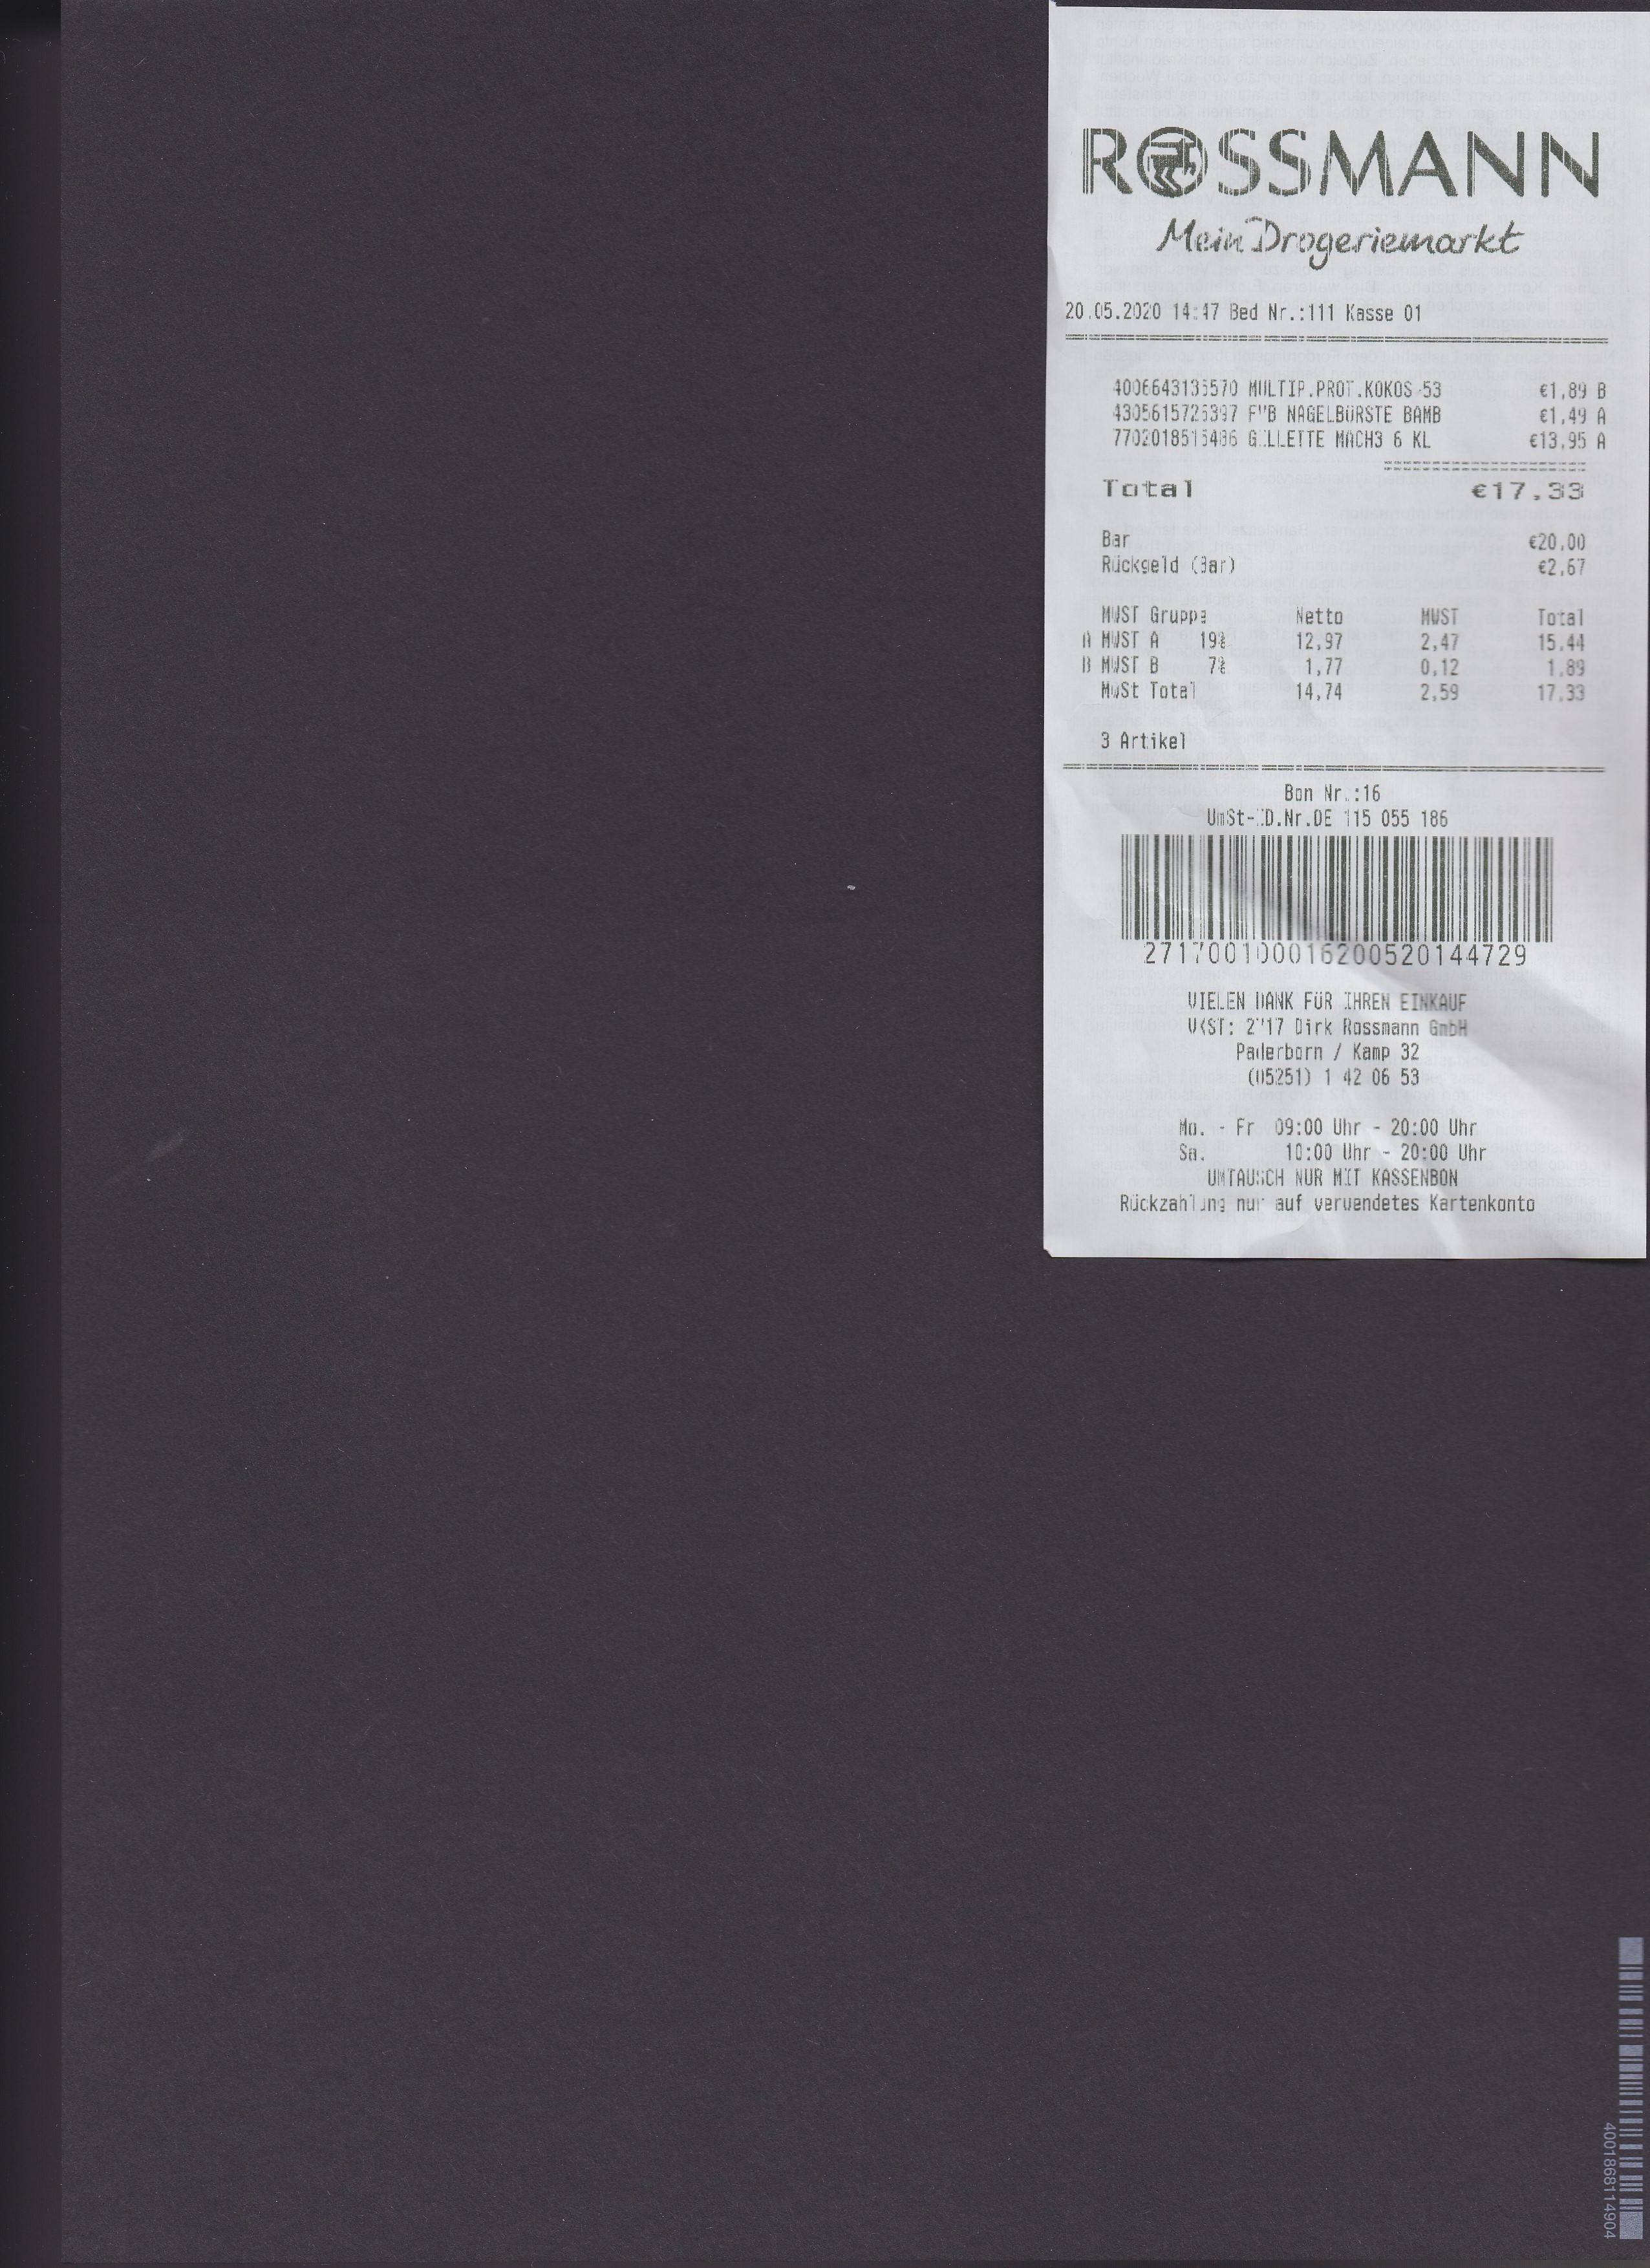 ROSSMANN
Mein Drogeriemarkt
20.05.2020 14:47 Bed Nr.:111 Kasse 01
4006643135570 MULTIP.PROT.KOKOS 53 €1,89 B
NAGELBÜRSTE BAMB €1,49 A
GILLETTE MACH3 6 KL €13,95 A
Total €17,33
Bar €20,00
Rückgeld (Bar) €2,67
MWST Gruppe Netto MWST Total
A MWST A 19% 12,97 2,47 15,44
B MWST B 7% 1,77 0,12 1,89
MwSt Total 14,74 2,59 17,33
3 Artikel
Bon Nr.:16
UmSt-ID.Nr.DE 115 055 186
271700100016200520144729
VIELEN DANK FÜR IHREN EINKAUF
VKST: 2717 Dirk Rossmann GmbH
Paderborn / Kamp 32
(05251) 1 42 06 53
Mo. - Fr 09:00 Uhr - 20:00 Uhr
Sa. 10:00 Uhr - 20:00 Uhr
UMTAUSCH NUR MIT KASSENBON
Rückzahlung nur auf verwendetes Kartenkonto
4001868114904